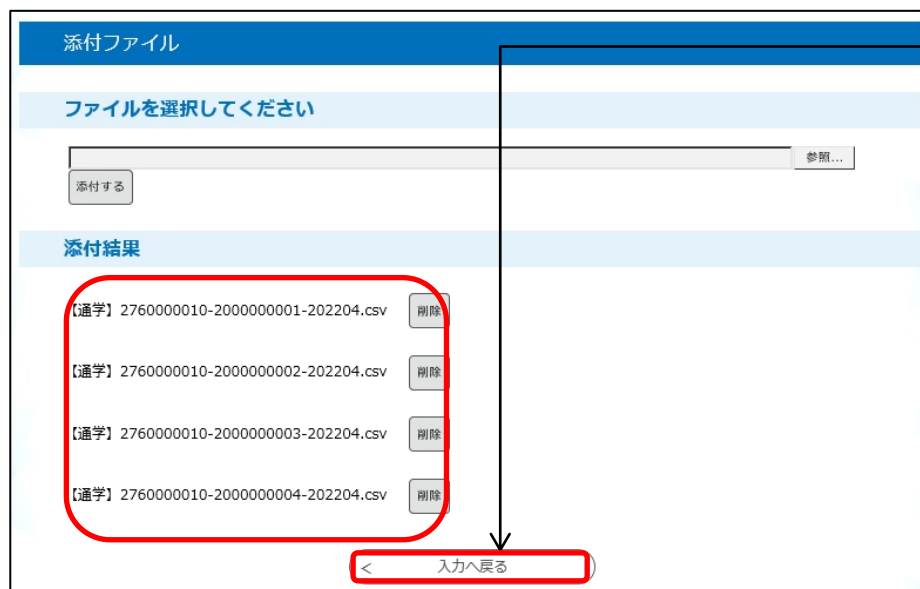 添付ファイル
ファイルを選択してください
参照...
添付する
添付結果
【通学】2760000010-2000000001-202204.csv 削除
【通学】2760000010-2000000002-202204.csv 削除
【通学】2760000010-2000000003-202204.csv 削除
【通学】2760000010-2000000004-202204.csv 削除
< 入力へ戻る